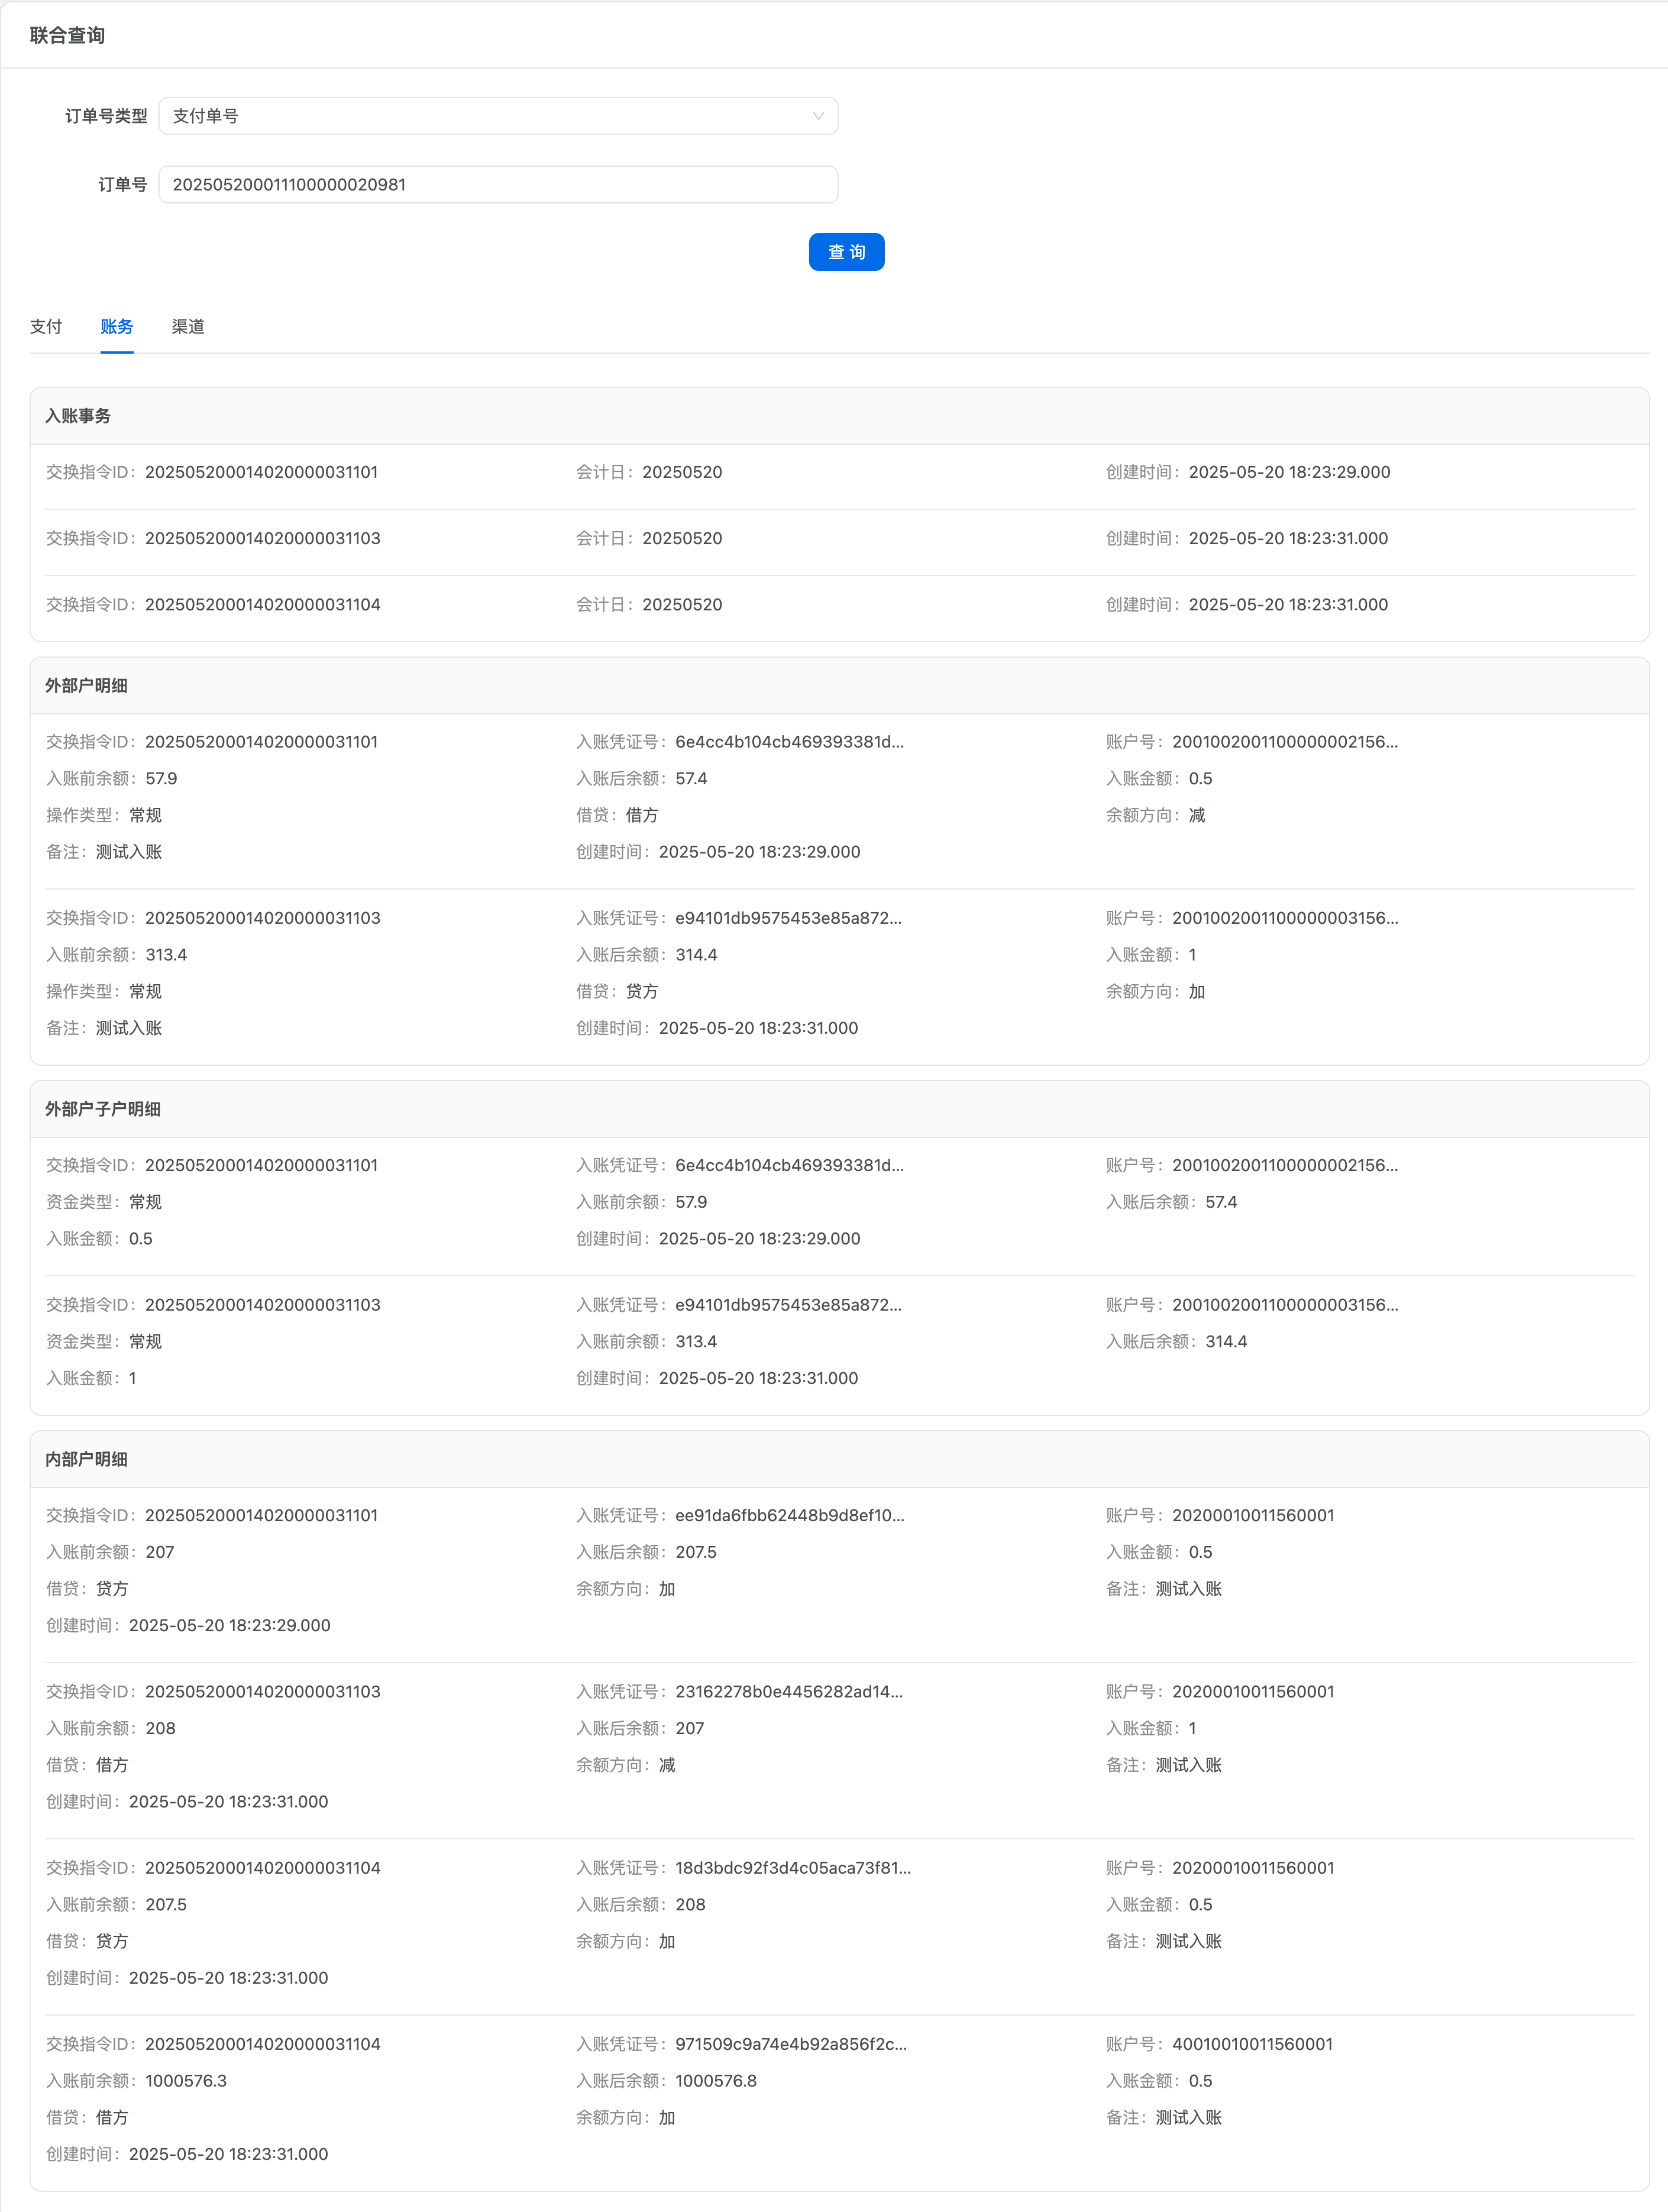 联合查询
订单号类型 支付单号
订单号 202505200011100000020981
查 询
支付 账务 渠道
入账事务
交换指令ID: 202505200014020000031101 会计日: 20250520 创建时间: 2025-05-20 18:23:29.000
交换指令ID: 202505200014020000031103 会计日: 20250520 创建时间: 2025-05-20 18:23:31.000
交换指令ID: 202505200014020000031104 会计日: 20250520 创建时间: 2025-05-20 18:23:31.000
外部户明细
交换指令ID: 202505200014020000031101 入账凭证号: 6e4cc4b104cb469393381d... 账户号: 2001002001100000002156...
入账前余额: 57.9 入账后余额: 57.4 入账金额: 0.5
操作类型: 常规 借贷: 借方 余额方向: 减
备注: 测试入账 创建时间: 2025-05-20 18:23:29.000
交换指令ID: 202505200014020000031103 入账凭证号: e94101db9575453e85a872... 账户号: 2001002001100000003156...
入账前余额: 313.4 入账后余额: 314.4 入账金额: 1
操作类型: 常规 借贷: 贷方 余额方向: 加
备注: 测试入账 创建时间: 2025-05-20 18:23:31.000
外部户子户明细
交换指令ID: 202505200014020000031101 入账凭证号: 6e4cc4b104cb469393381d... 账户号: 2001002001100000002156...
资金类型: 常规 入账前余额: 57.9 入账后余额: 57.4
入账金额: 0.5 创建时间: 2025-05-20 18:23:29.000
交换指令ID: 202505200014020000031103 入账凭证号: e94101db9575453e85a872... 账户号: 2001002001100000003156...
资金类型: 常规 入账前余额: 313.4 入账后余额: 314.4
入账金额: 1 创建时间: 2025-05-20 18:23:31.000
内部户明细
交换指令ID: 202505200014020000031101 入账凭证号: ee91da6fbb62448b9d8ef10... 账户号: 20200010011560001
入账前余额: 207 入账后余额: 207.5 入账金额: 0.5
借贷: 贷方 余额方向: 加 备注: 测试入账
创建时间: 2025-05-20 18:23:29.000
交换指令ID: 202505200014020000031103 入账凭证号: 23162278b0e4456282ad14... 账户号: 20200010011560001
入账前余额: 208 入账后余额: 207 入账金额: 1
借贷: 借方 余额方向: 减 备注: 测试入账
创建时间: 2025-05-20 18:23:31.000
交换指令ID: 202505200014020000031104 入账凭证号: 18d3bdc92f3d4c05aca73f81... 账户号: 20200010011560001
入账前余额: 207.5 入账后余额: 208 入账金额: 0.5
借贷: 贷方 余额方向: 加 备注: 测试入账
创建时间: 2025-05-20 18:23:31.000
交换指令ID: 202505200014020000031104 入账凭证号: 971509c9a74e4b92a856f2c... 账户号: 40010010011560001
入账前余额: 1000576.3 入账后余额: 1000576.8 入账金额: 0.5
借贷: 借方 余额方向: 加 备注: 测试入账
创建时间: 2025-05-20 18:23:31.000